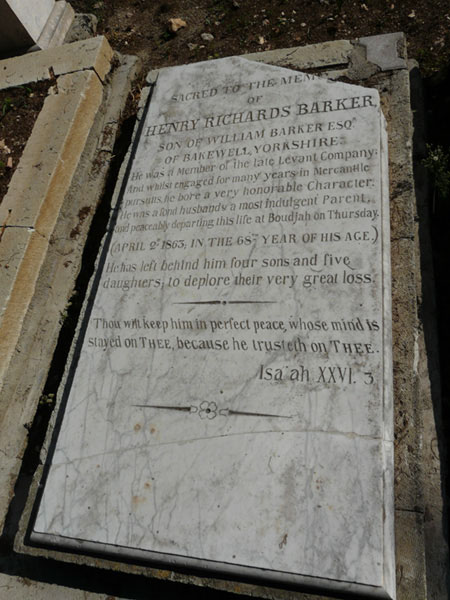 SACRED TO THE MEM
OF
HENRY RICHARDS BARKER,
SON OF WILLIAM BARKER ESQ.
OF BAKEWELL, YORKSHIRE.
He was a Member of the late Levant Company;
And whilst engaged for many years in Mercantile
pursuits, he bore a very honorable Character.
He was a fond husband, a most Indulgent Parent,
and peaceably departing this life at Boudjah on Thursday,
(APRIL 2D 1863, IN THE 68TH YEAR OF HIS AGE.)
He has left behind him four sons and five
daughters, to deplore their very great loss.
Thou wilt keep him in perfect peace, whose mind is
stayed on THEE, because he trusteth on THEE.
Isaiah XXVI. 3